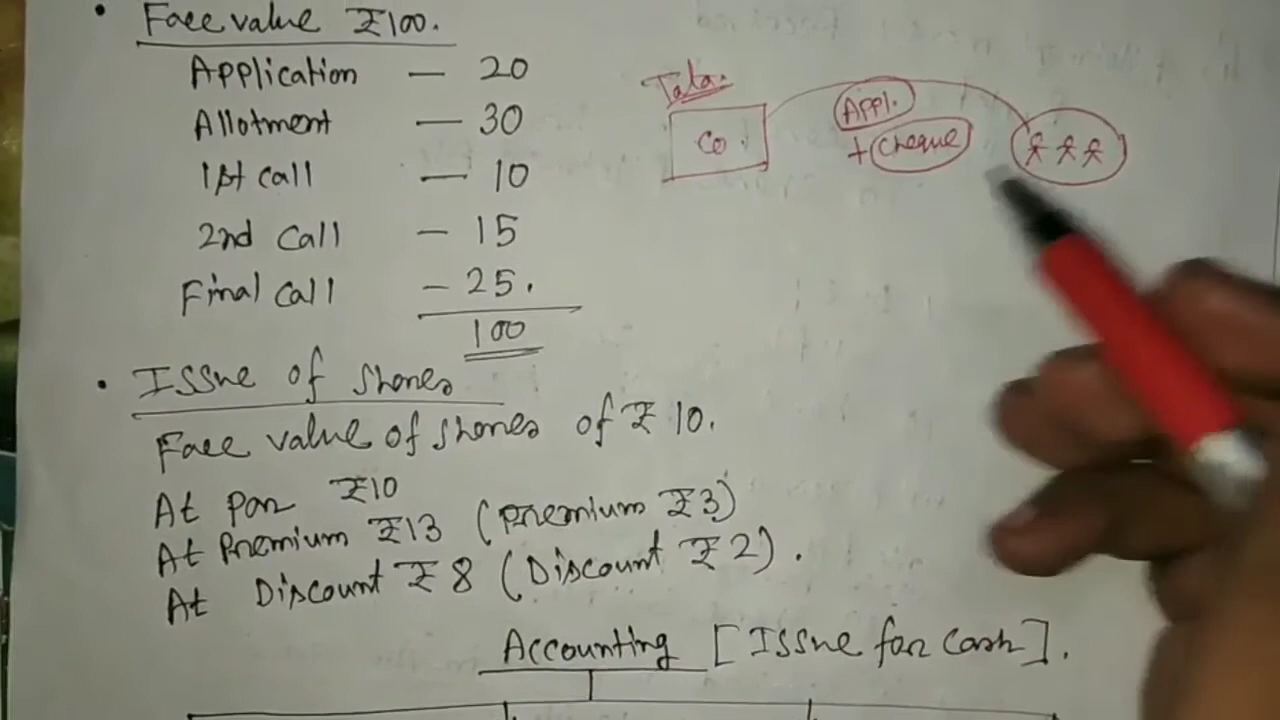 • Face value ₹100.
Application — 20
Allotment — 30
1st call — 10
2nd call – 15
Final call – 25.
100
Tata.
Co.
Appl.
+ cheque
• Issue of shares
Face value of shares of ₹ 10.
At par ₹10
At Premium ₹13 (Premium ₹3)
At Discount ₹8 (Discount ₹2).
Accounting [Issue for cash].